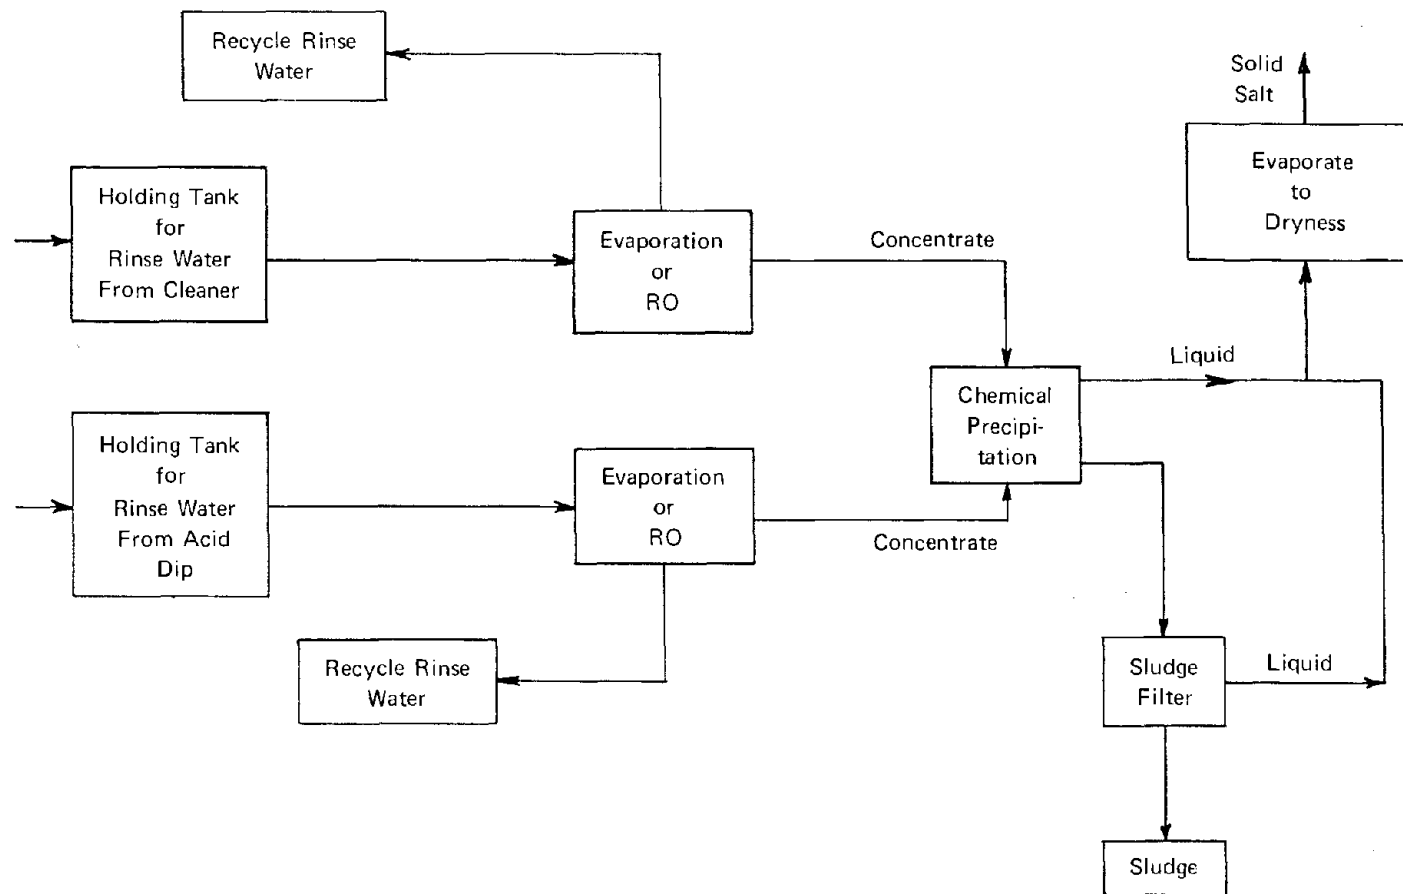 Recycle Rinse
Water
Solid
Salt
Holding Tank
for
Rinse Water
From Cleaner
Evaporation
or
RO
Concentrate
Evaporate
to
Dryness
Liquid
Chemical
Precipi-
tation
Holding Tank
for
Rinse Water
From Acid
Dip
Evaporation
or
RO
Concentrate
Recycle Rinse
Water
Sludge
Filter
Liquid
Sludge